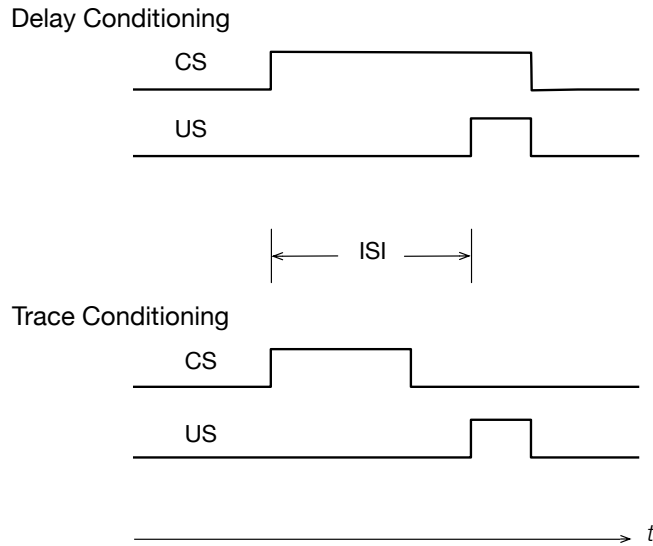 Delay Conditioning
CS
US
ISI
Trace Conditioning
CS
US
t